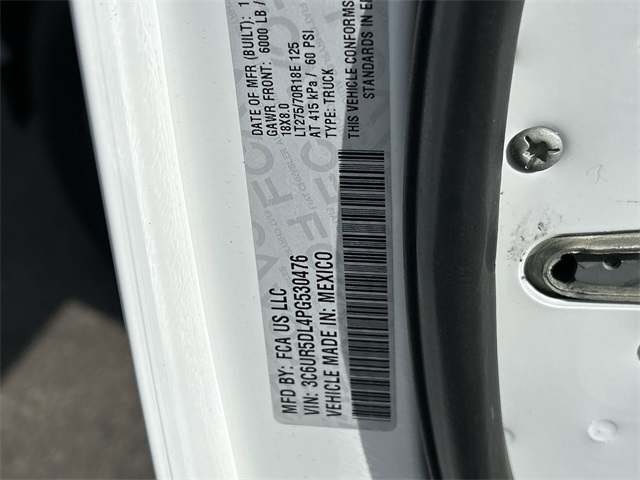 MFD BY: FCA US LLC
VIN: 3C6UR5DL4PG530476
VEHICLE MADE IN: MEXICO
DATE OF MFR (BUILT): 1
GAWR FRONT: 6000 LB /
18X8.0
LT275/70R18E 125
AT 415 kPa / 60 PSI
TYPE: TRUCK
THIS VEHICLE CONFORMS
STANDARDS IN E